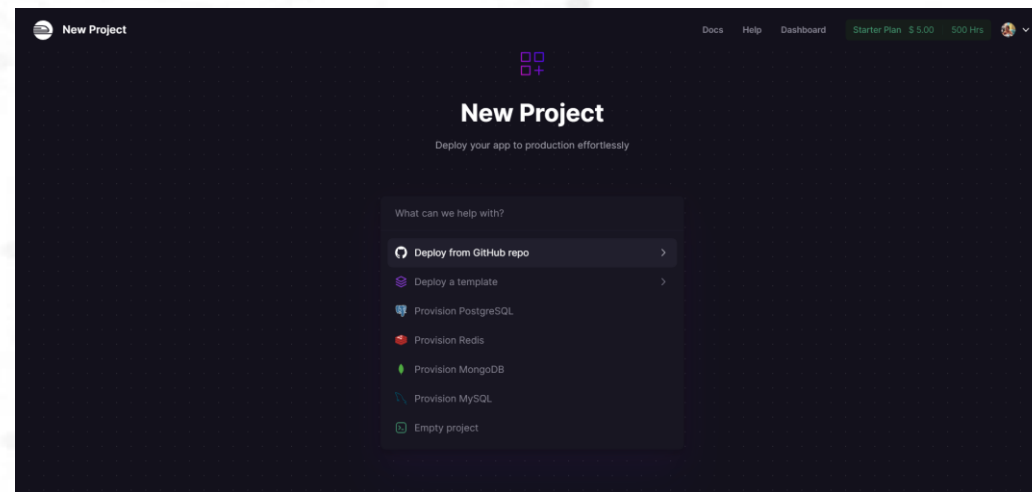 New Project
Docs Help Dashboard Starter Plan $ 5.00 500 Hrs
New Project
Deploy your app to production effortlessly
What can we help with?
Deploy from GitHub repo
Deploy a template
Provision PostgreSQL
Provision Redis
Provision MongoDB
Provision MySQL
Empty project